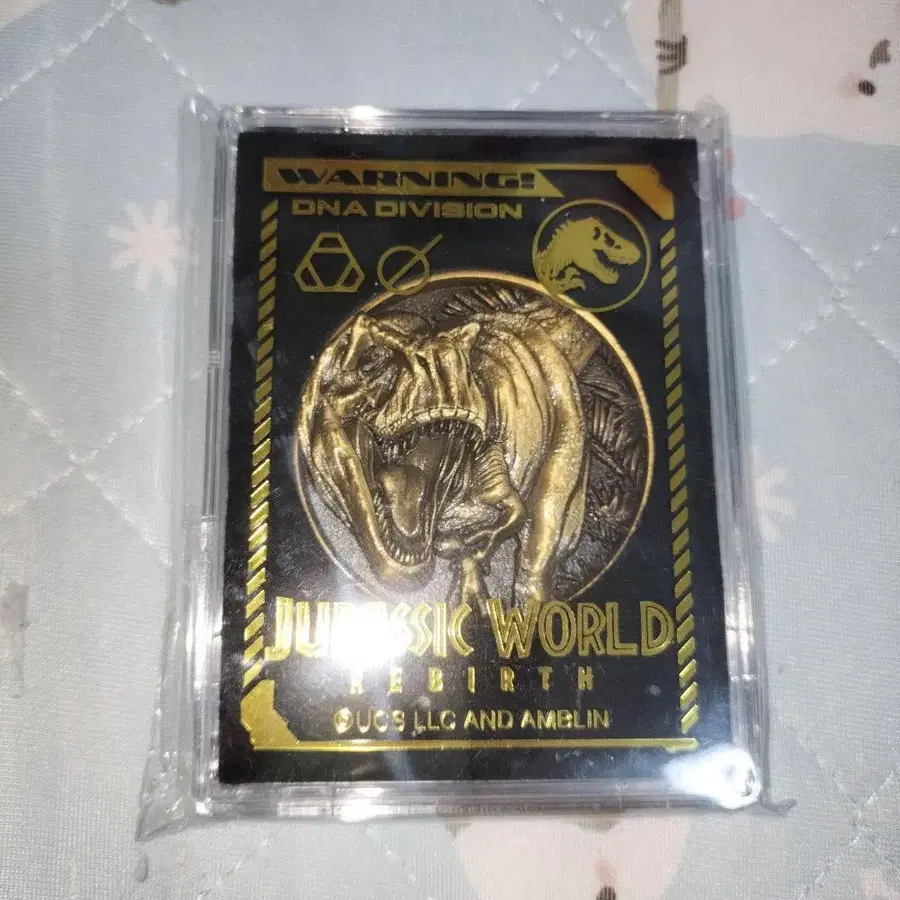 WARNING!
DNA DIVISION
JURASSIC WORLD
REBIRTH
©UCS LLC AND AMBLIN